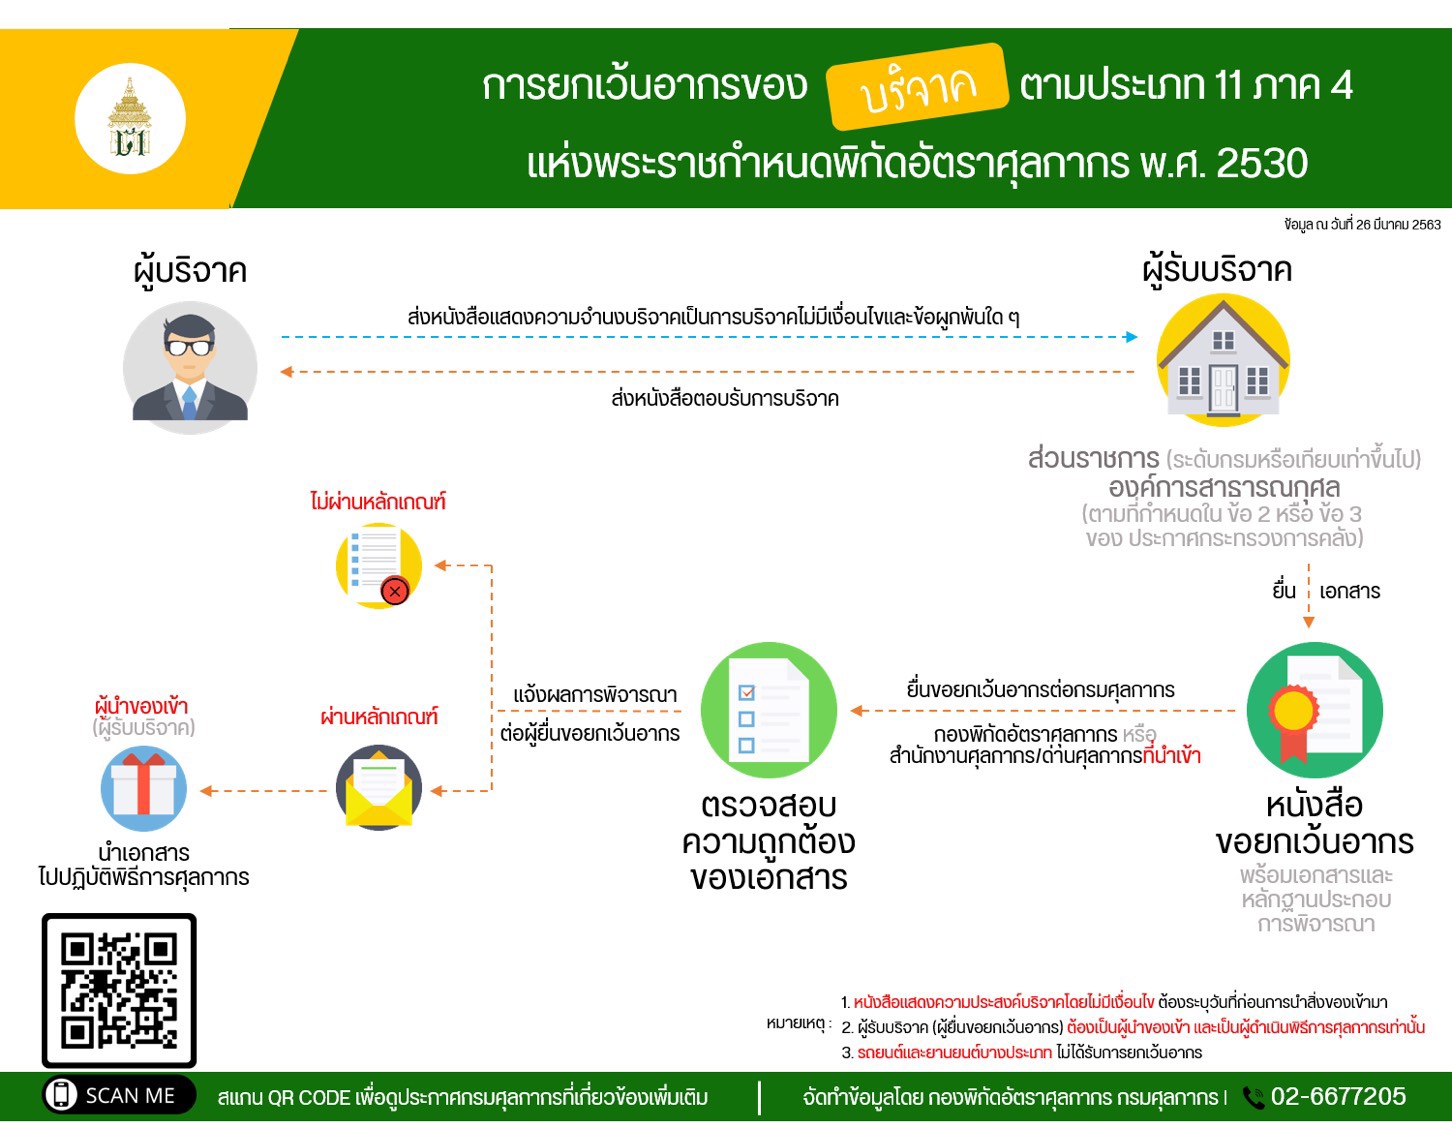 การยกเว้นอากรของ บริจาค ตามประเภท 11 ภาค 4
แห่งพระราชกำหนดพิกัดอัตราศุลกากร พ.ศ. 2530
ข้อมูล ณ วันที่ 26 มีนาคม 2563
ผู้บริจาค
ผู้รับบริจาค
ส่งหนังสือแสดงความจำนงบริจาคเป็นการบริจาคไม่มีเงื่อนไขและข้อผูกพันใด ๆ
ส่งหนังสือตอบรับการบริจาค
ส่วนราชการ (ระดับกรมหรือเทียบเท่าขึ้นไป)
องค์การสาธารณกุศล
(ตามที่กำหนดใน ข้อ 2 หรือ ข้อ 3
ของ ประกาศกระทรวงการคลัง)
ยื่น เอกสาร
ไม่ผ่านหลักเกณฑ์
ยื่นขอยกเว้นอากรต่อกรมศุลกากร
กองพิกัดอัตราศุลกากร หรือ
สำนักงานศุลกากร/ด่านศุลกากรที่นำเข้า
แจ้งผลการพิจารณา
ต่อผู้ยื่นขอยกเว้นอากร
ผ่านหลักเกณฑ์
ผู้นำของเข้า
(ผู้รับบริจาค)
นำเอกสาร
ไปปฏิบัติพิธีการศุลกากร
ตรวจสอบ
ความถูกต้อง
ของเอกสาร
หนังสือ
ขอยกเว้นอากร
พร้อมเอกสารและ
หลักฐานประกอบ
การพิจารณา
หมายเหตุ :
1. หนังสือแสดงความประสงค์บริจาคโดยไม่มีเงื่อนไข ต้องระบุวันที่ก่อนการนำสิ่งของเข้ามา
2. ผู้รับบริจาค (ผู้ยื่นขอยกเว้นอากร) ต้องเป็นผู้นำของเข้า และเป็นผู้ดำเนินพิธีการศุลกากรเท่านั้น
3. รถยนต์และยานยนต์บางประเภท ไม่ได้รับการยกเว้นอากร
SCAN ME
สแกน QR CODE เพื่อดูประกาศกรมศุลกากรที่เกี่ยวข้องเพิ่มเติม
จัดทำข้อมูลโดย กองพิกัดอัตราศุลกากร กรมศุลกากร | 02-6677205